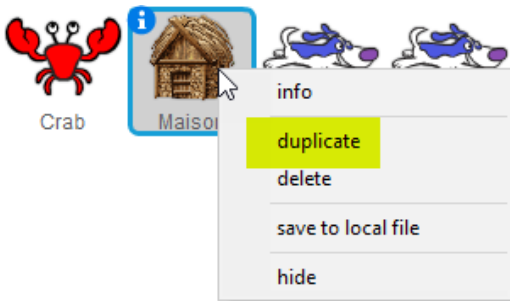 Crab
Maison
info
duplicate
delete
save to local file
hide